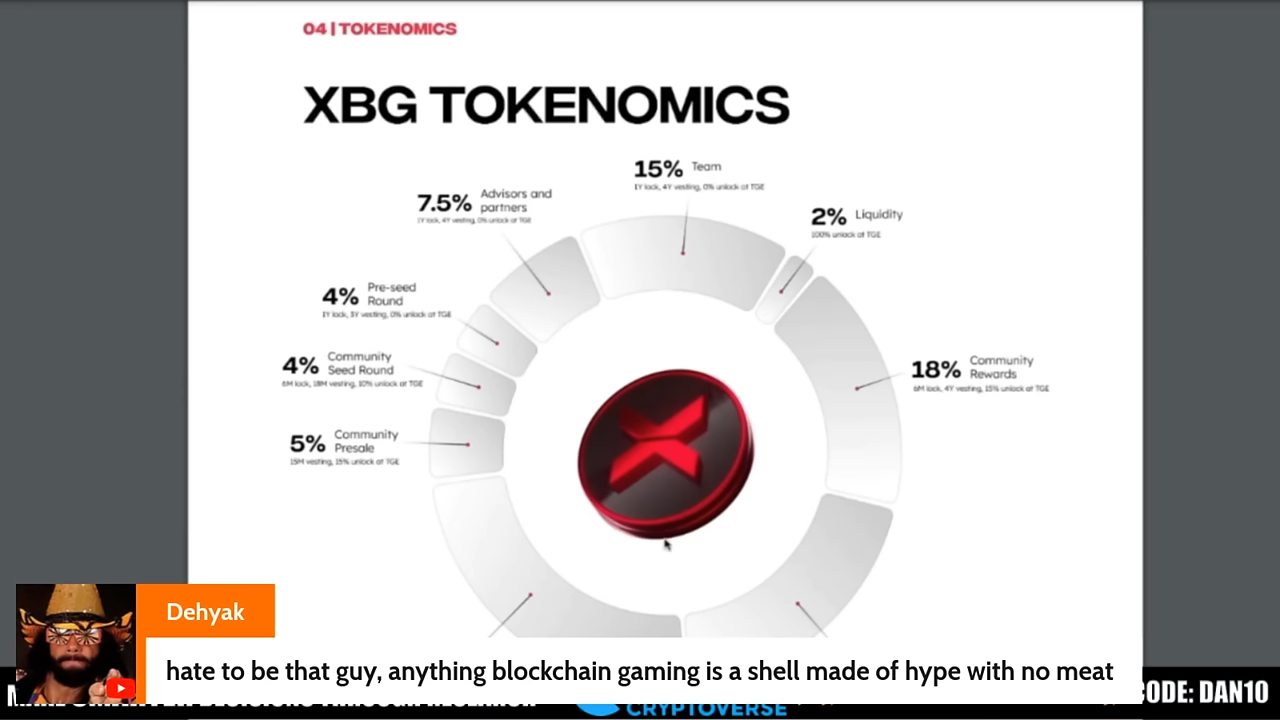 04 | TOKENOMICS
XBG TOKENOMICS
15% Team
1Y lock, 4Y vesting, 0% unlock at TGE
7.5% Advisors and
partners
1Y lock, 4Y vesting, 0% unlock at TGE
2% Liquidity
100% unlock at TGE
4% Pre-seed
Round
1Y lock, 3Y vesting, 0% unlock at TGE
4% Community
Seed Round
6M lock, 18M vesting, 10% unlock at TGE
18% Community
Rewards
6M lock, 4Y vesting, 15% unlock at TGE
5% Community
Presale
15M vesting, 15% unlock at TGE
Dehyak
hate to be that guy, anything blockchain gaming is a shell made of hype with no meat
CODE: DAN10
CRYPTOVERSE